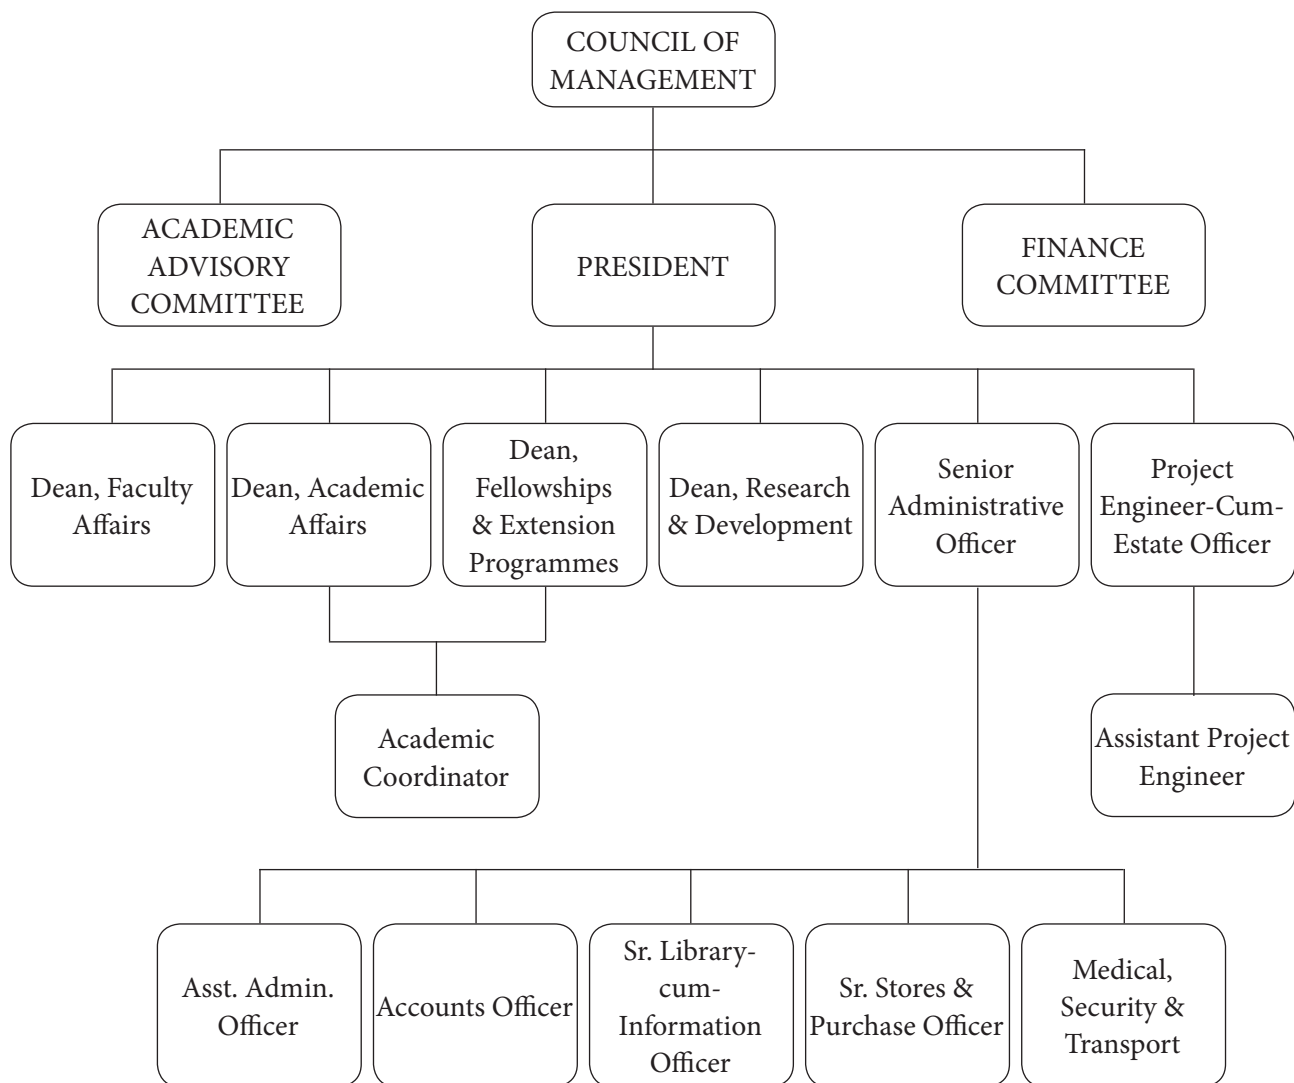 COUNCIL OF
MANAGEMENT
ACADEMIC
ADVISORY
COMMITTEE
PRESIDENT
FINANCE
COMMITTEE
Dean, Faculty
Affairs
Dean, Academic
Affairs
Dean,
Fellowships
& Extension
Programmes
Dean, Research
& Development
Senior
Administrative
Officer
Project
Engineer-Cum-
Estate Officer
Academic
Coordinator
Assistant Project
Engineer
Asst. Admin.
Officer
Accounts Officer
Sr. Library-
cum-
Information
Officer
Sr. Stores &
Purchase Officer
Medical,
Security &
Transport